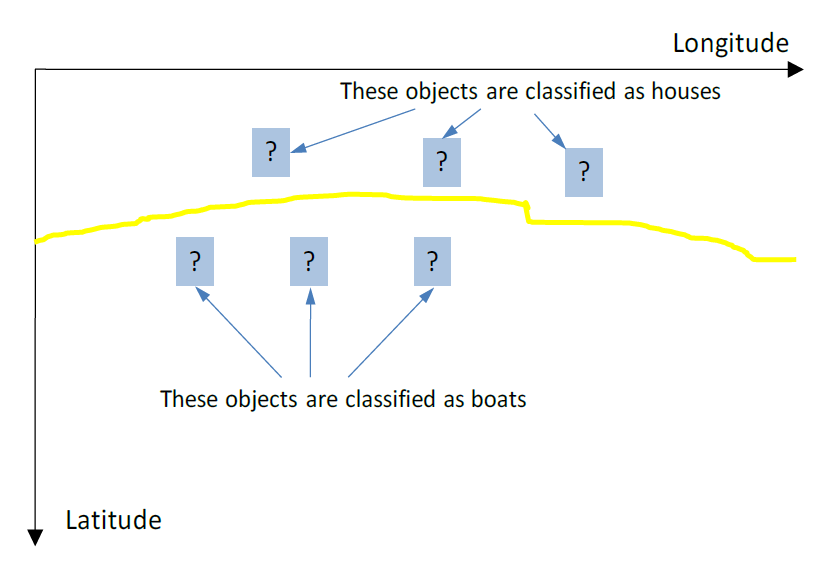 Longitude
These objects are classified as houses
?
?
?
?
?
?
These objects are classified as boats
Latitude